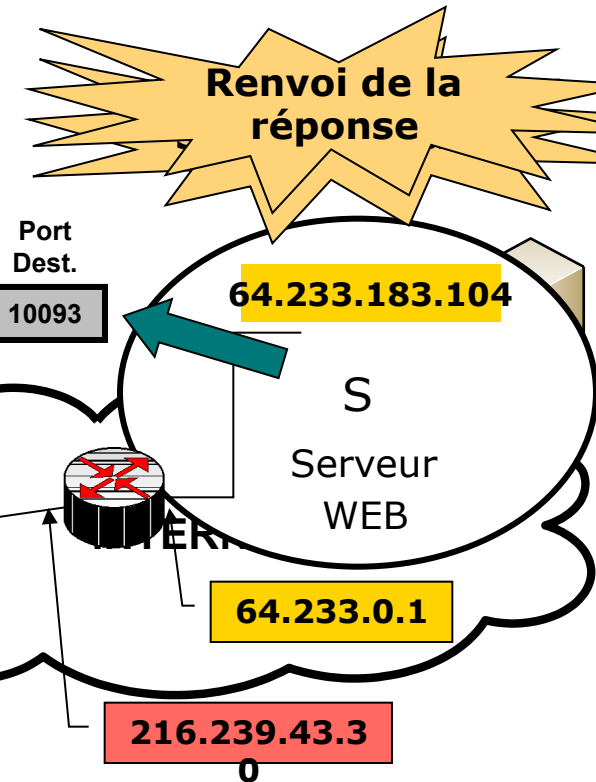 Renvoi de la
réponse
Port
Dest.
10093
64.233.183.104
S
Serveur
WEB
64.233.0.1
216.239.43.3
0